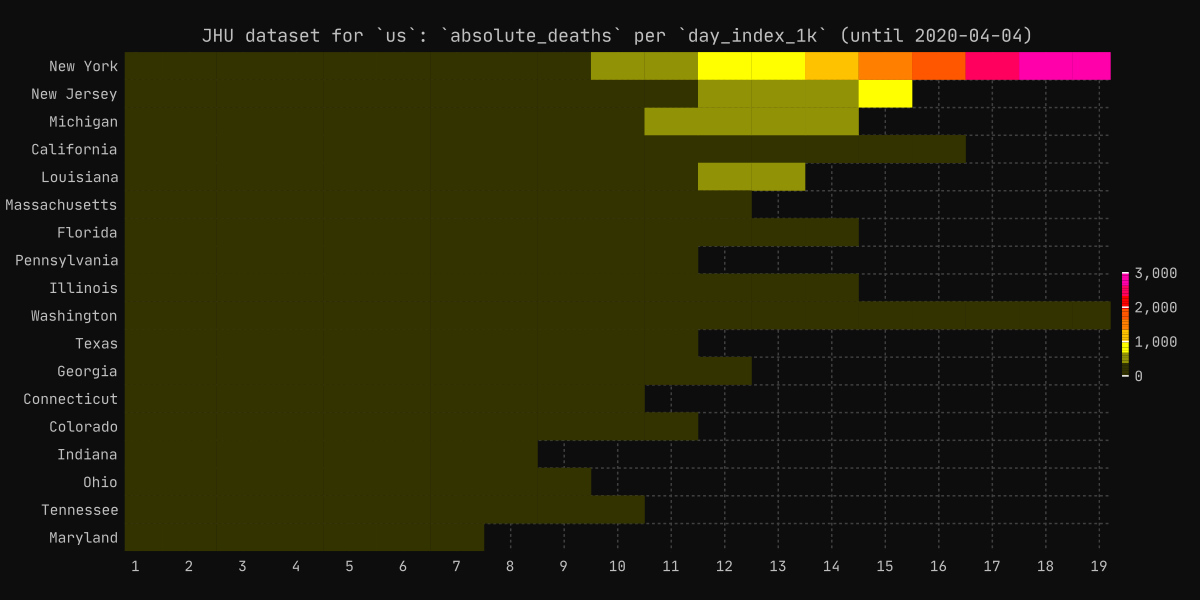 JHU dataset for `us`: `absolute_deaths` per `day_index_1k` (until 2020-04-04)
New York
New Jersey
Michigan
California
Louisiana
Massachusetts
Florida
Pennsylvania
Illinois
Washington
Texas
Georgia
Connecticut
Colorado
Indiana
Ohio
Tennessee
Maryland
1 2 3 4 5 6 7 8 9 10 11 12 13 14 15 16 17 18 19
3,000
2,000
1,000
0